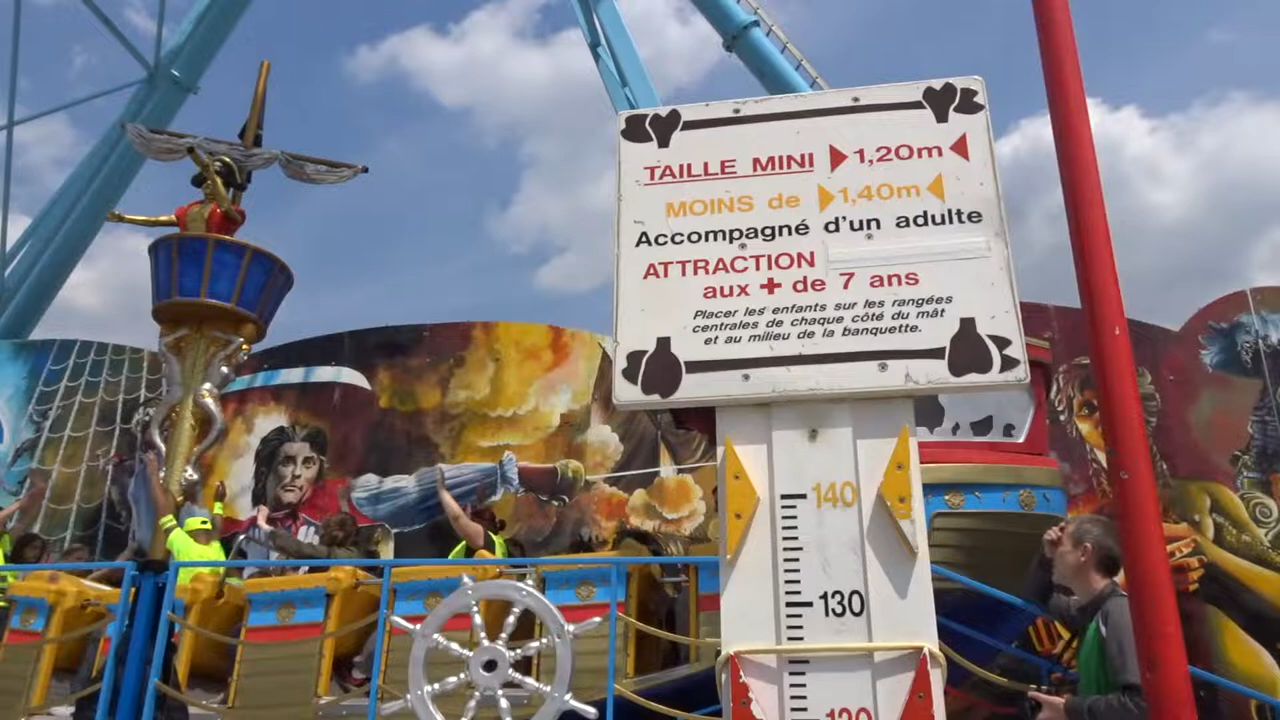 TAILLE MINI 1,20m
MOINS de 1,40m
Accompagné d'un adulte
ATTRACTION
aux + de 7 ans
Placer les enfants sur les rangées
centrales de chaque côté du mât
et au milieu de la banquette.
140
130
120